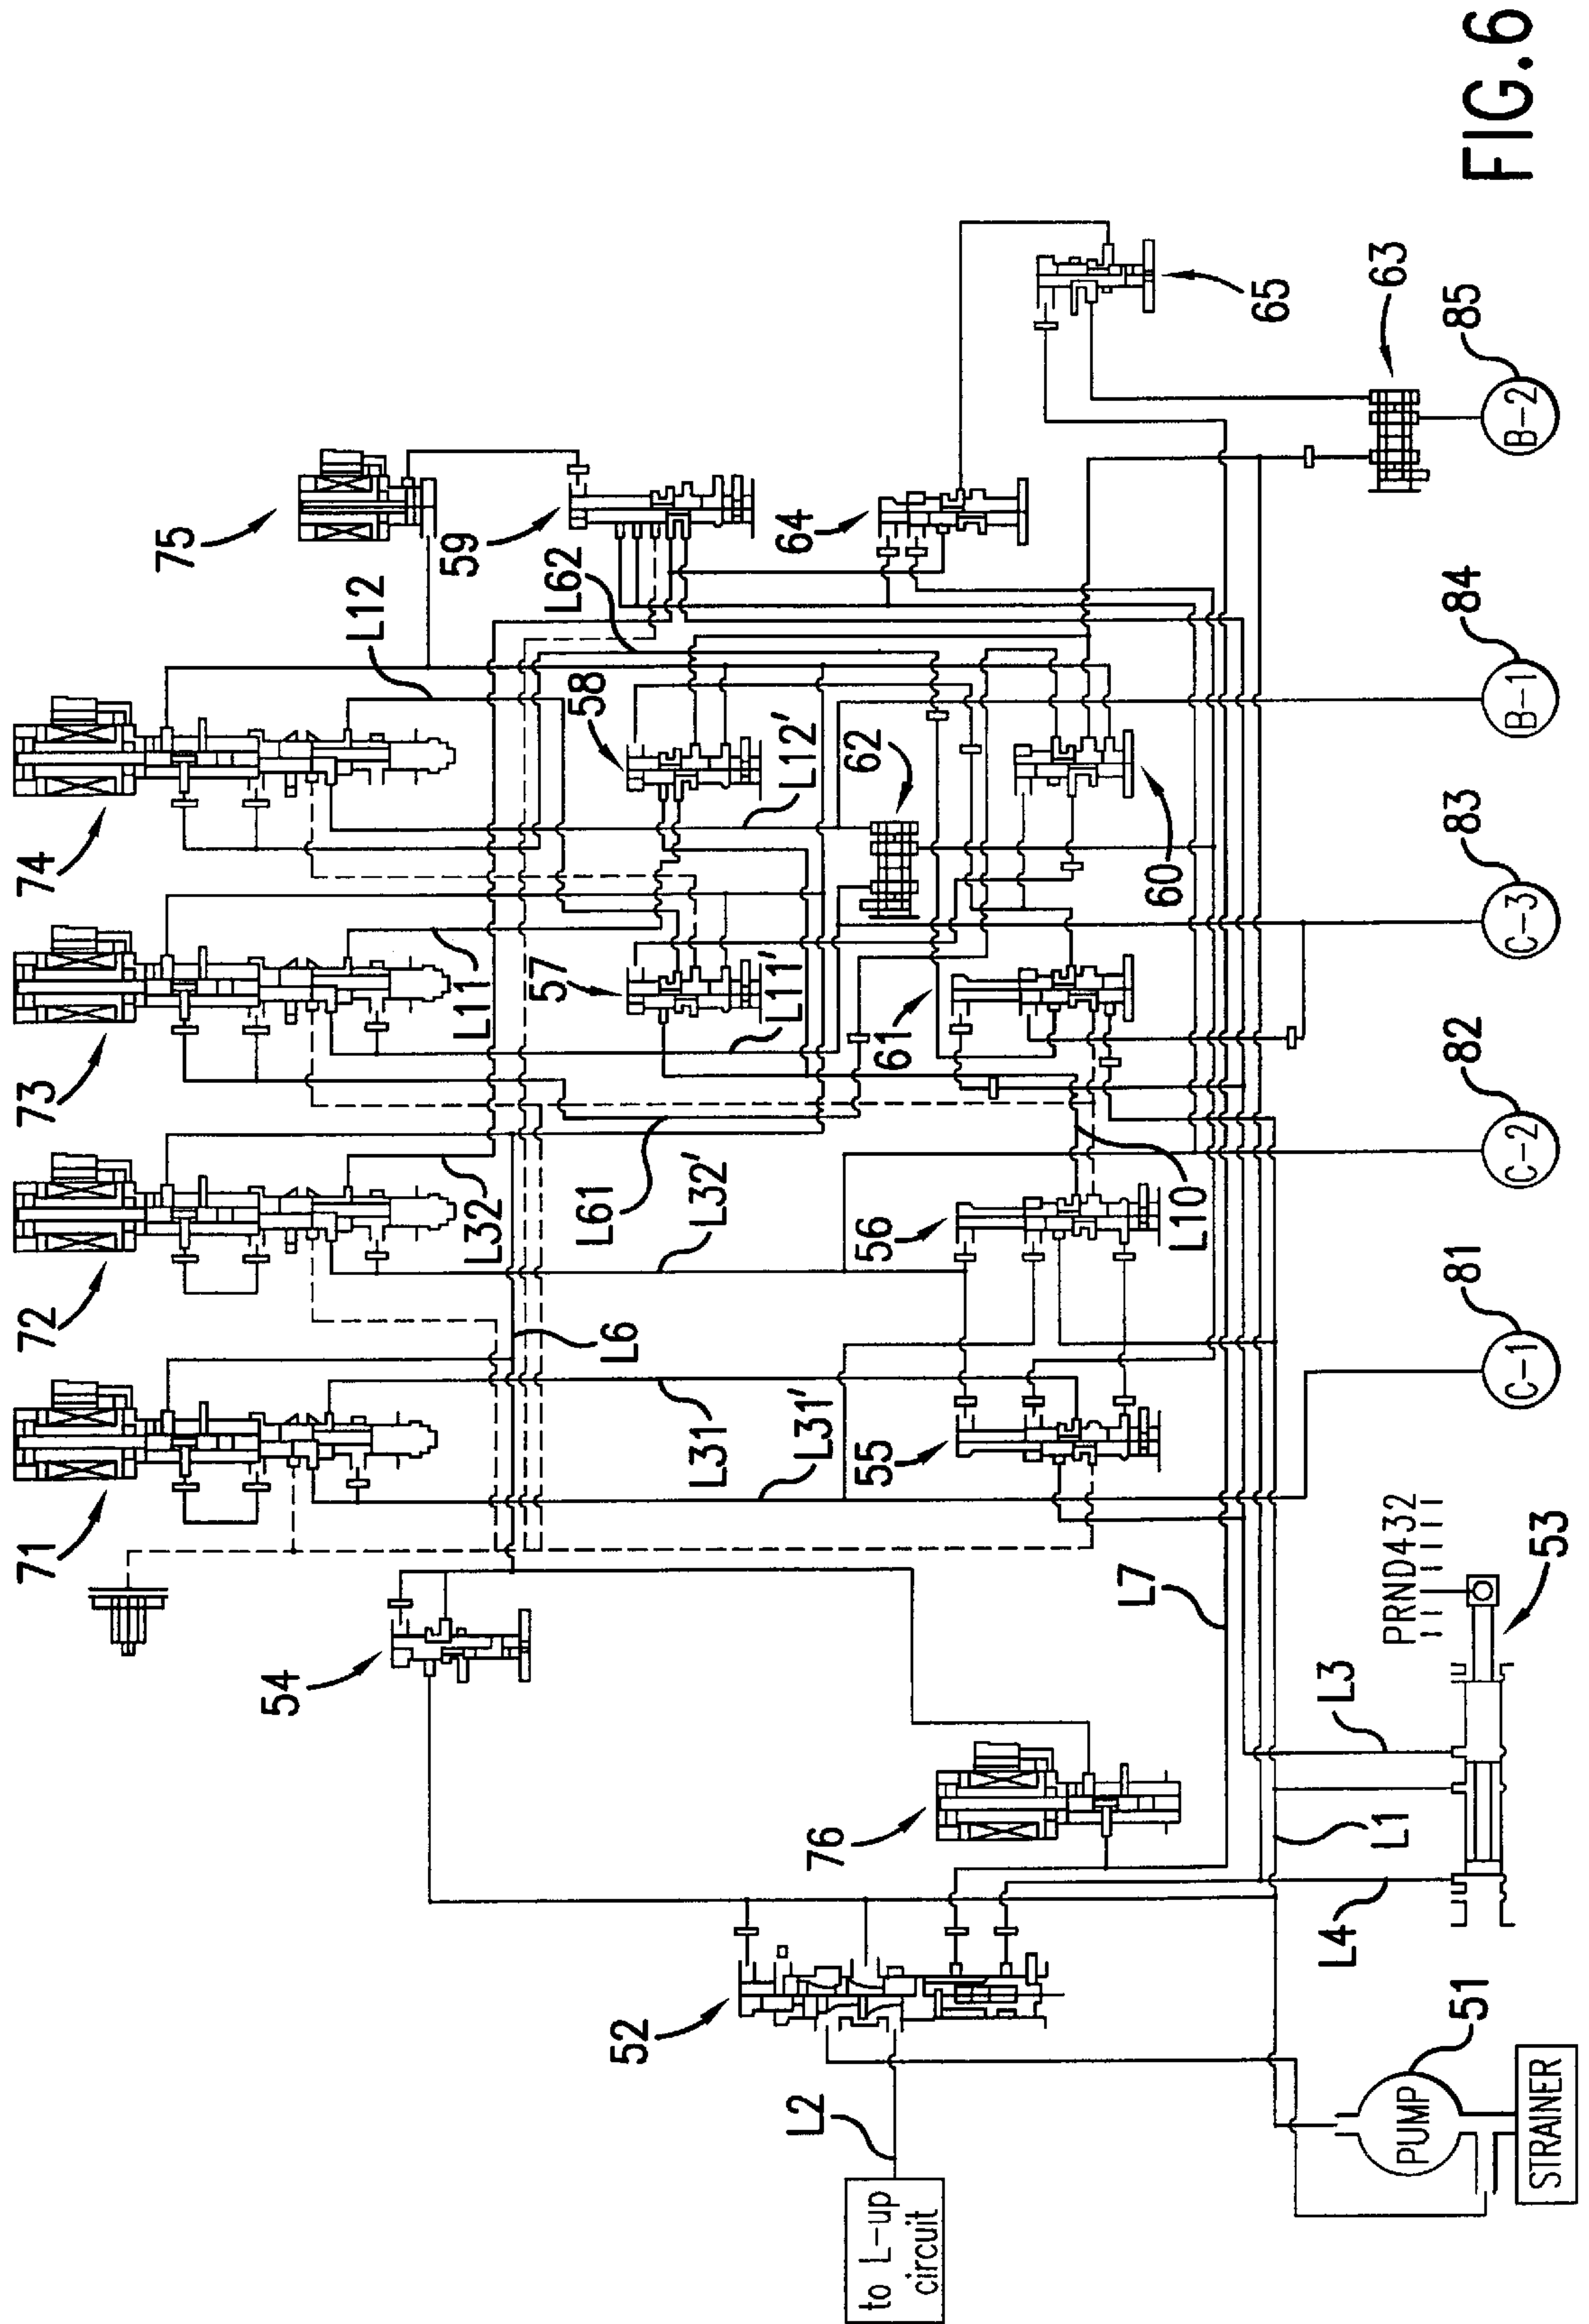 71
72
73
74
75
54
L12
59
L11
L32
57
58
L62
L61
L6
52
L31
L32'
L2
L31'
L11'
L12'
64
76
55
56
61
62
to L-up
circuit
L7
L10
60
65
L4
L3
L1
PRND432
63
PUMP
51
81
82
83
84
85
C-1
C-2
C-3
B-1
B-2
53
STRAINER
FIG.6